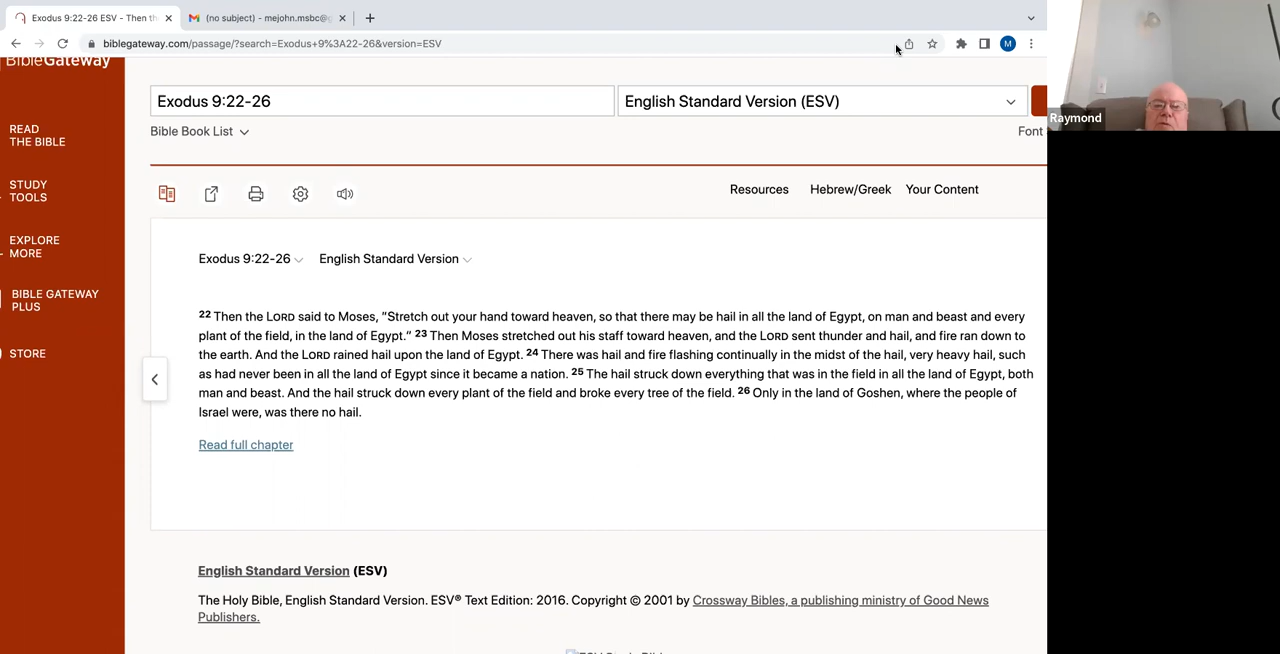 Exodus 9:22-26 ESV - Then th
(no subject) - mejohn.msbc@g
biblegateway.com/passage/?search=Exodus+9%3A22-26&version=ESV
M
BibleGateway
READ
THE BIBLE
STUDY
TOOLS
EXPLORE
MORE
BIBLE GATEWAY
PLUS
STORE
Exodus 9:22-26
English Standard Version (ESV)
Bible Book List
Font
Resources
Hebrew/Greek
Your Content
Exodus 9:22-26
English Standard Version
22 Then the LORD said to Moses, “Stretch out your hand toward heaven, so that there may be hail in all the land of Egypt, on man and beast and every
plant of the field, in the land of Egypt.” 23 Then Moses stretched out his staff toward heaven, and the LORD sent thunder and hail, and fire ran down to
the earth. And the LORD rained hail upon the land of Egypt. 24 There was hail and fire flashing continually in the midst of the hail, very heavy hail, such
as had never been in all the land of Egypt since it became a nation. 25 The hail struck down everything that was in the field in all the land of Egypt, both
man and beast. And the hail struck down every plant of the field and broke every tree of the field. 26 Only in the land of Goshen, where the people of
Israel were, was there no hail.
Read full chapter
English Standard Version (ESV)
The Holy Bible, English Standard Version. ESV® Text Edition: 2016. Copyright © 2001 by Crossway Bibles, a publishing ministry of Good News
Publishers.
Raymond